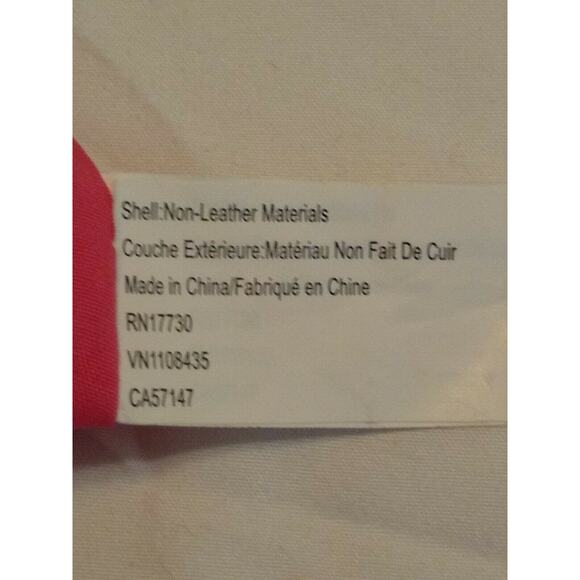 Shell:Non-Leather Materials
Couche Extérieure:Matériau Non Fait De Cuir
Made in China/Fabriqué en Chine
RN17730
VN1108435
CA57147